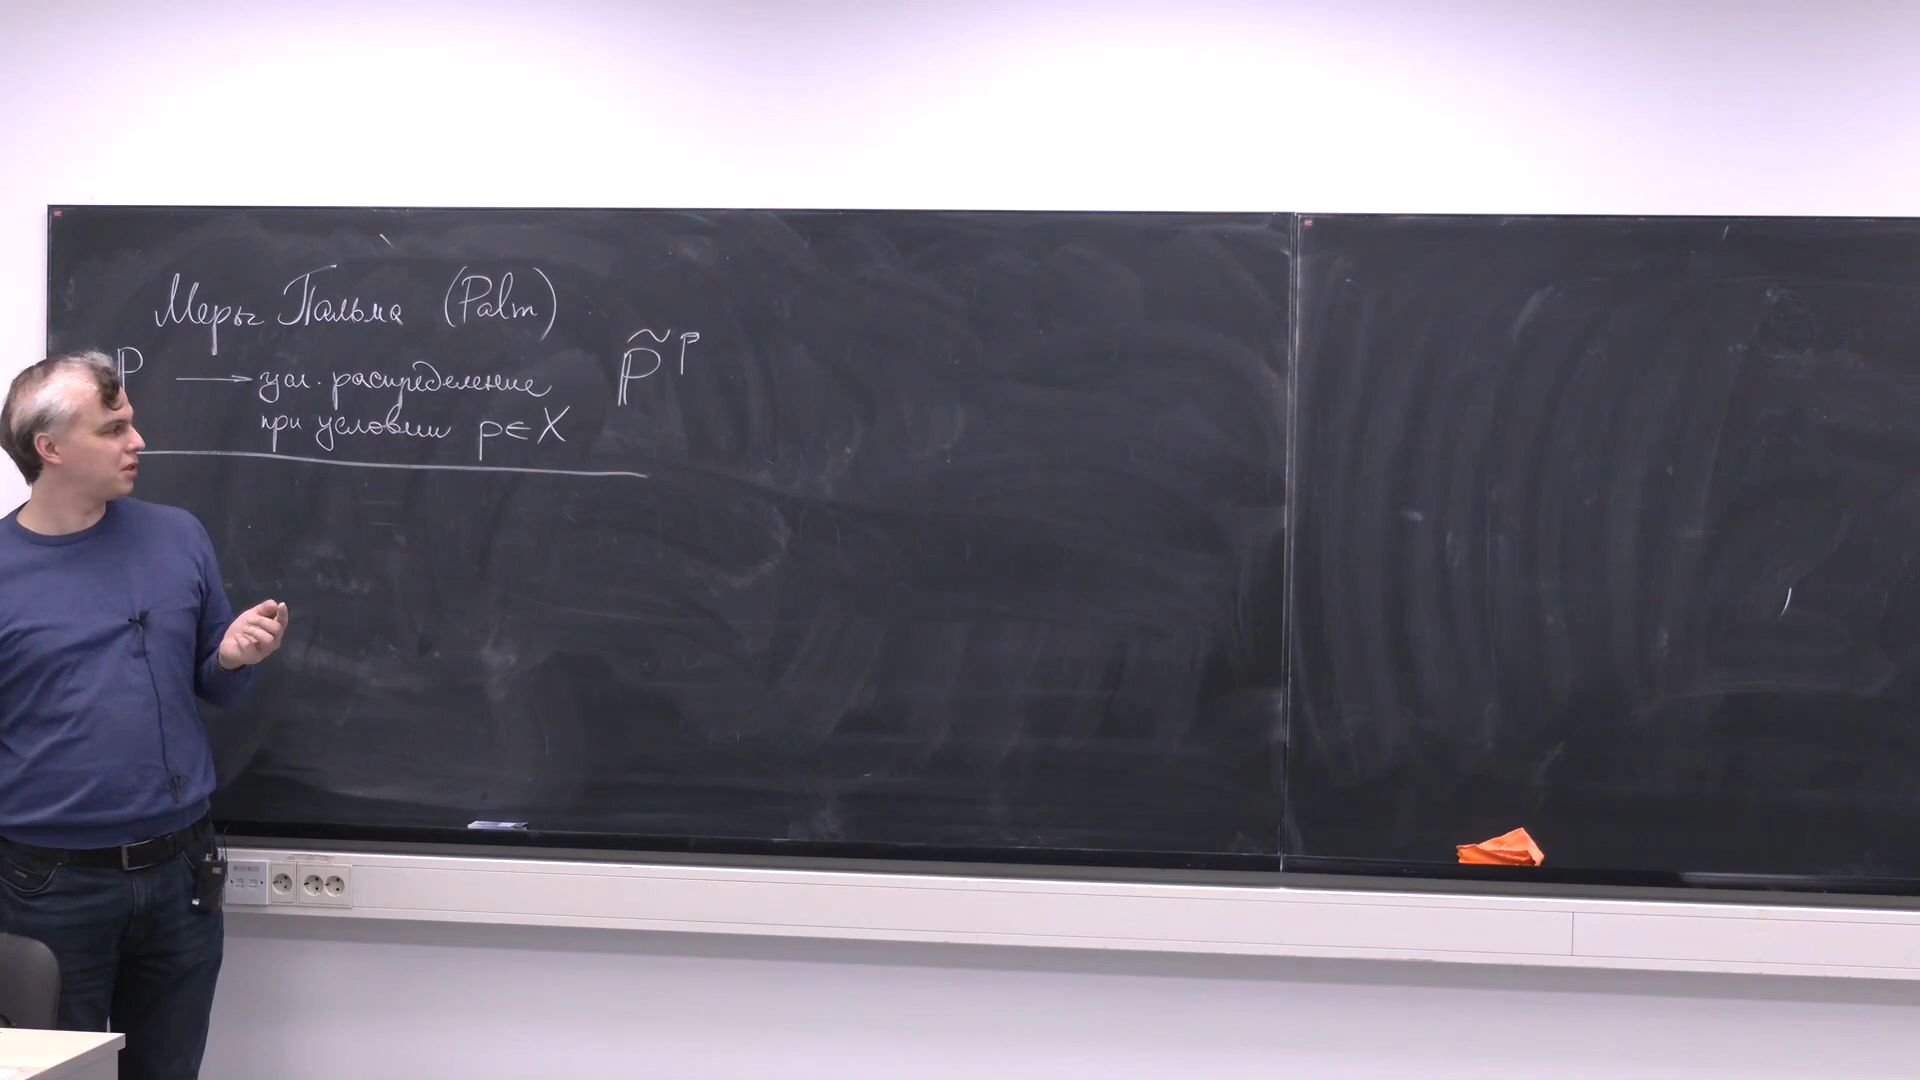 Меры Пальма (Palm)
ℙ → усл. распределение ℙ̃ᵖ
при условии p∈X